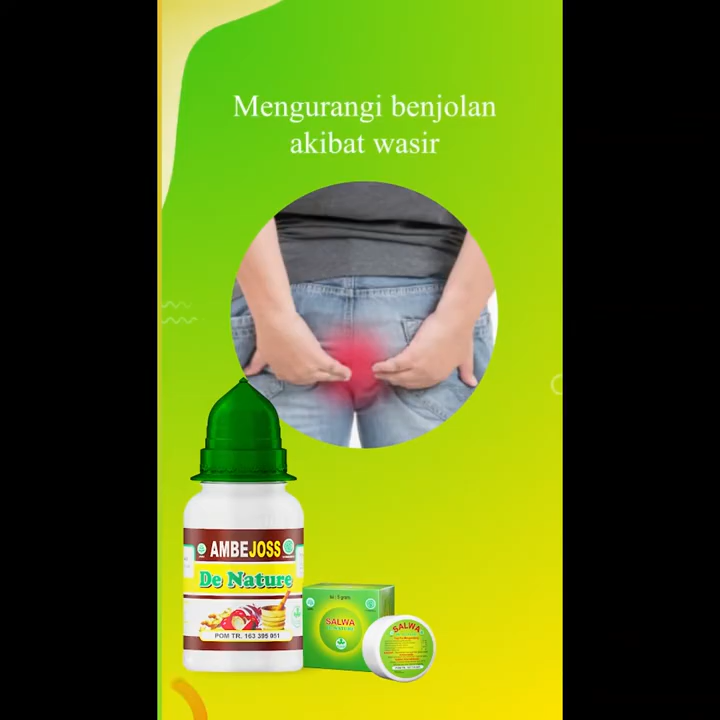 Mengurangi benjolan
akibat wasir
AMBEJOSS
De Nature
POM TR. 163 395 951
SALWA
SALWA